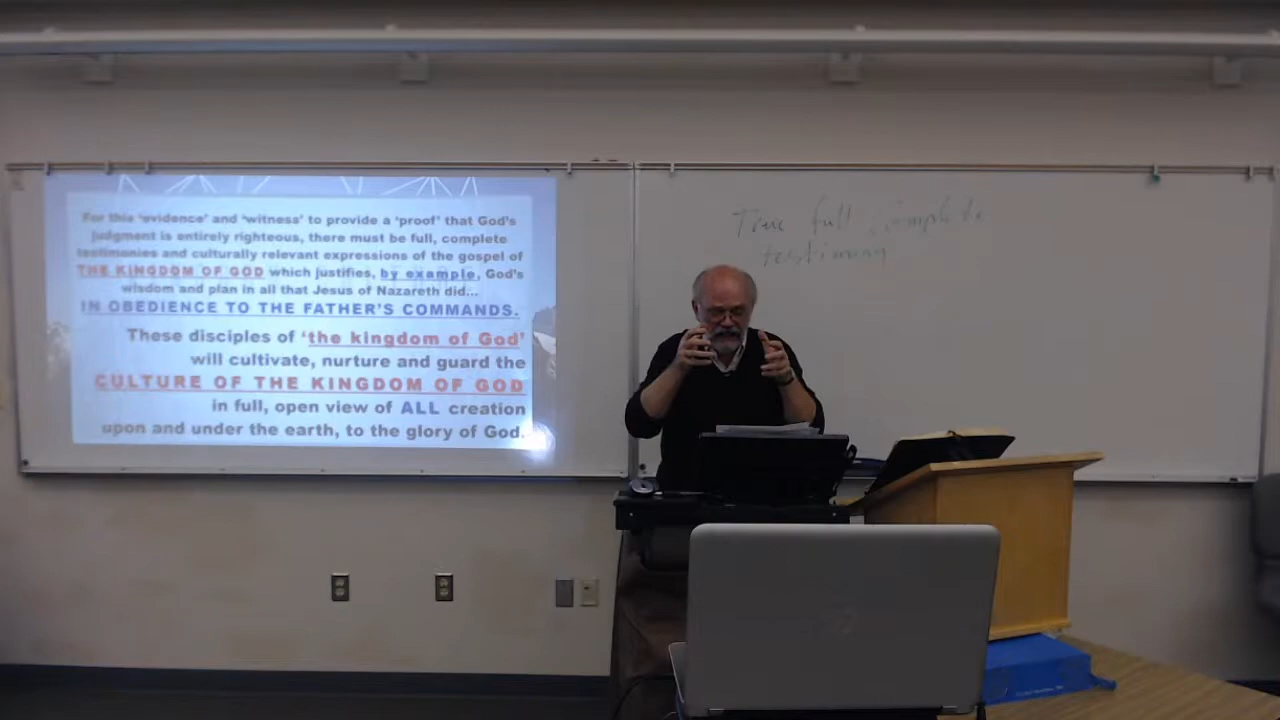 For this 'evidence' and 'witness' to provide a 'proof' that God's
judgment is entirely righteous, there must be full, complete
testimonies and culturally relevant expressions of the gospel of
THE KINGDOM OF GOD which justifies, by example, God's
wisdom and plan in all that Jesus of Nazareth did...
IN OBEDIENCE TO THE FATHER'S COMMANDS.
These disciples of 'the kingdom of God'
will cultivate, nurture and guard the
CULTURE OF THE KINGDOM OF GOD
in full, open view of ALL creation
upon and under the earth, to the glory of God.
full complete
testimony